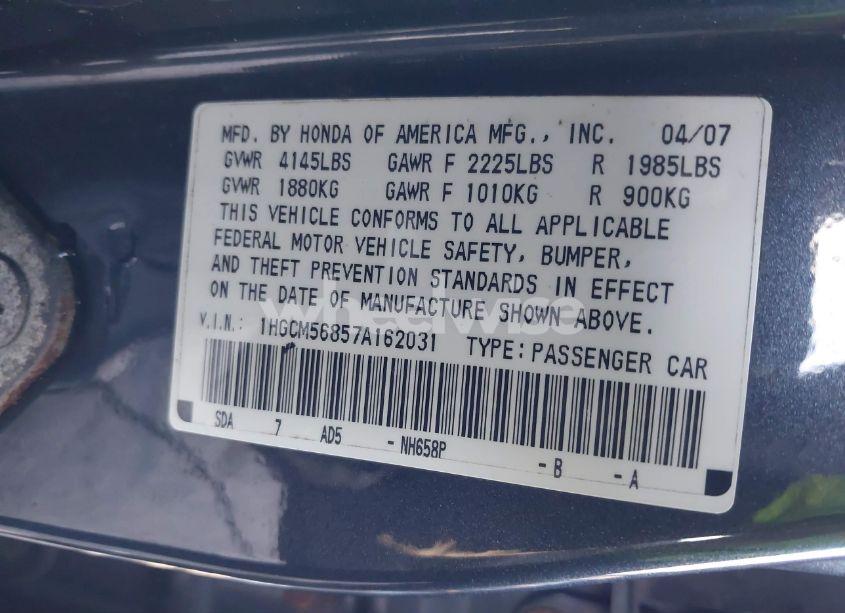 MFD. BY HONDA OF AMERICA MFG., INC. 04/07
GVWR 4145LBS GAWR F 2225LBS R 1985LBS
GVWR 1880KG GAWR F 1010KG R 900KG
THIS VEHICLE CONFORMS TO ALL APPLICABLE
FEDERAL MOTOR VEHICLE SAFETY, BUMPER,
AND THEFT PREVENTION STANDARDS IN EFFECT
ON THE DATE OF MANUFACTURE SHOWN ABOVE.
wheelwise
V.I.N.: 1HGCM56857A162031 TYPE: PASSENGER CAR
SDA 7 AD5 - NH658P - B - A